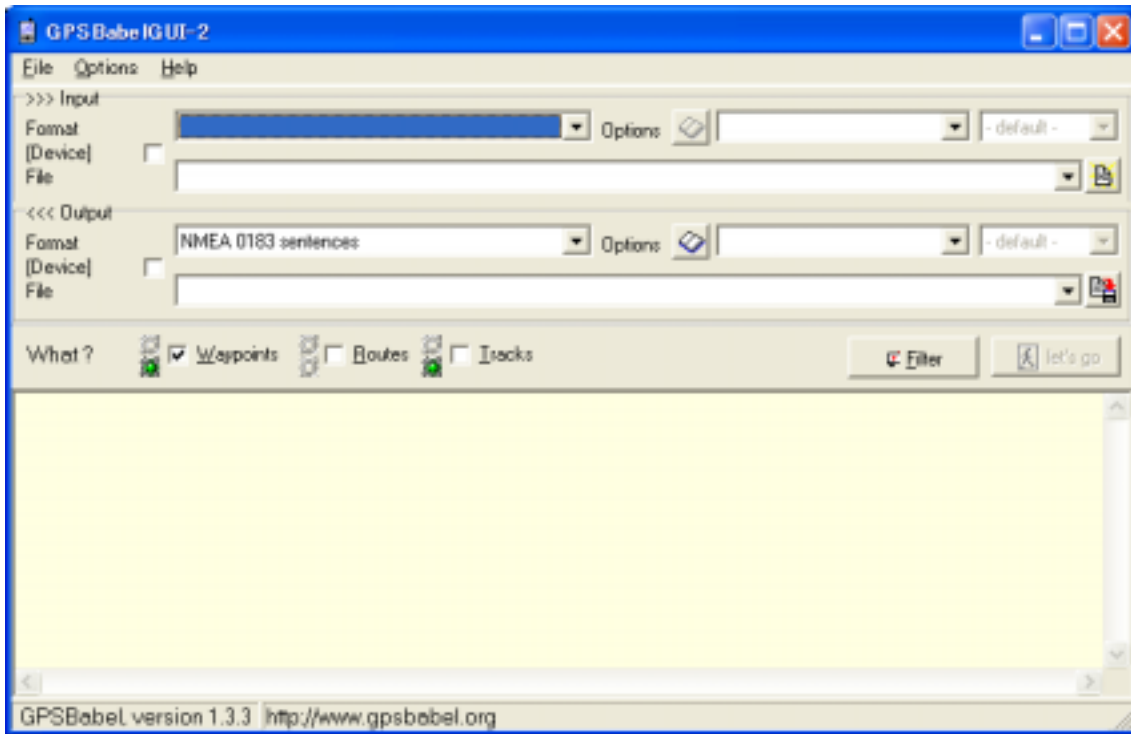 GPSBabelGUI-2
File Options Help
>>> Input
Format
(Device)
File
Options
- default -
<<< Output
Format
(Device)
File
NMEA 0183 sentences
Options
- default -
What? Waypoints Routes Tracks Filter let's go
GPSBabel version 1.3.3 http://www.gpsbabel.org